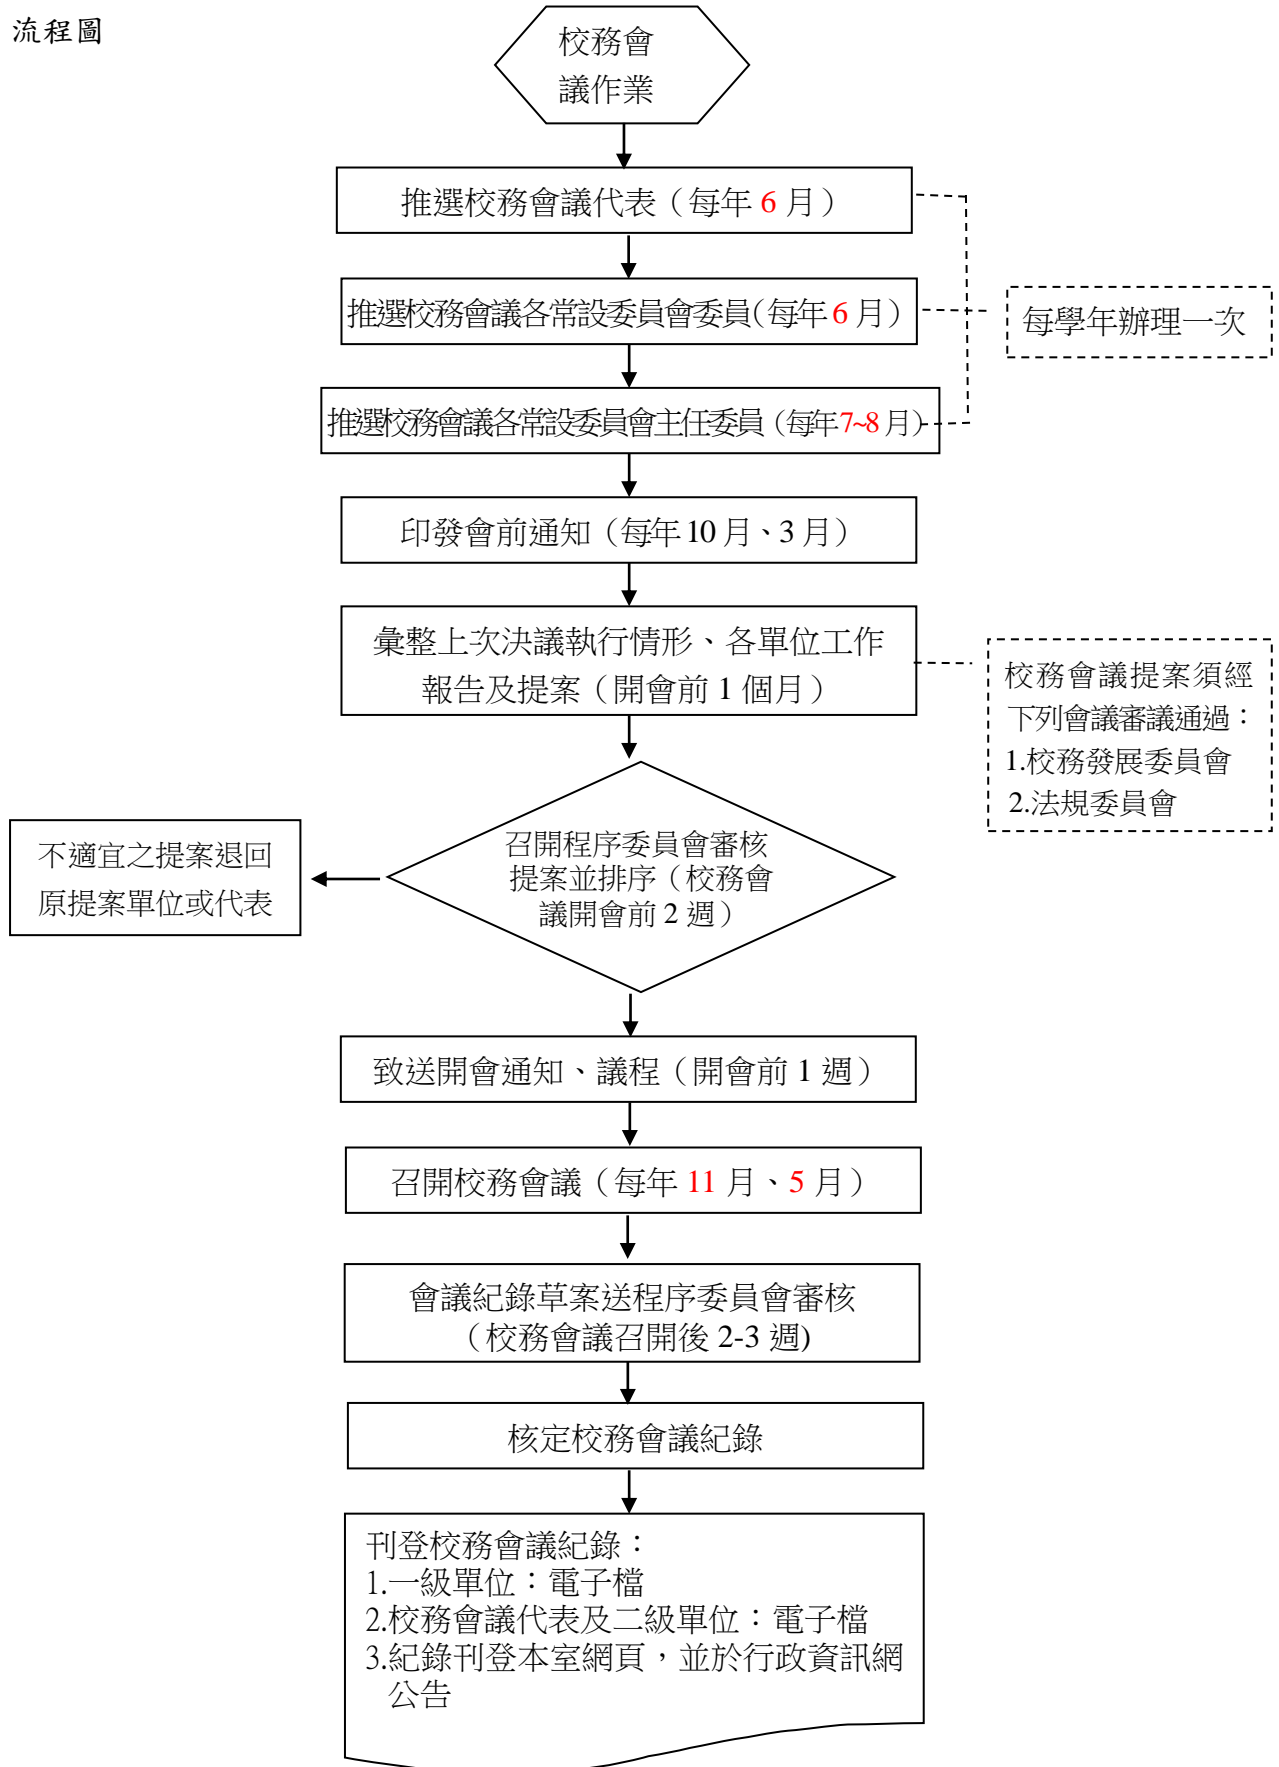 流程圖
校務會
議作業
推選校務會議代表（每年 6 月）
推選校務會議各常設委員會委員（每年 6 月）
每學年辦理一次
推選校務會議各常設委員會主任委員（每年7~8 月）
印發會前通知（每年 10 月、3 月）
彙整上次決議執行情形、各單位工作
報告及提案（開會前 1 個月）
校務會議提案須經
下列會議審議通過：
1.校務發展委員會
2.法規委員會
召開程序委員會審核
提案並排序（校務會
議開會前 2 週）
不適宜之提案退回
原提案單位或代表
致送開會通知、議程（開會前 1 週）
召開校務會議（每年 11 月、5 月）
會議紀錄草案送程序委員會審核
（校務會議召開後 2-3 週)
核定校務會議紀錄
刊登校務會議紀錄：
1.一級單位：電子檔
2.校務會議代表及二級單位：電子檔
3.紀錄刊登本室網頁，並於行政資訊網
公告